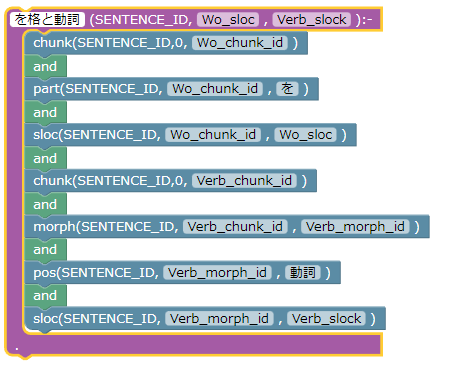 を格と動詞 (SENTENCE_ID, Wo_sloc , Verb_slock ):-
chunk(SENTENCE_ID,0, Wo_chunk_id )
and
part(SENTENCE_ID, Wo_chunk_id , を )
and
sloc(SENTENCE_ID, Wo_chunk_id , Wo_sloc )
and
chunk(SENTENCE_ID,0, Verb_chunk_id )
and
morph(SENTENCE_ID, Verb_chunk_id , Verb_morph_id )
and
pos(SENTENCE_ID, Verb_morph_id , 動詞 )
and
sloc(SENTENCE_ID, Verb_morph_id , Verb_slock )
.